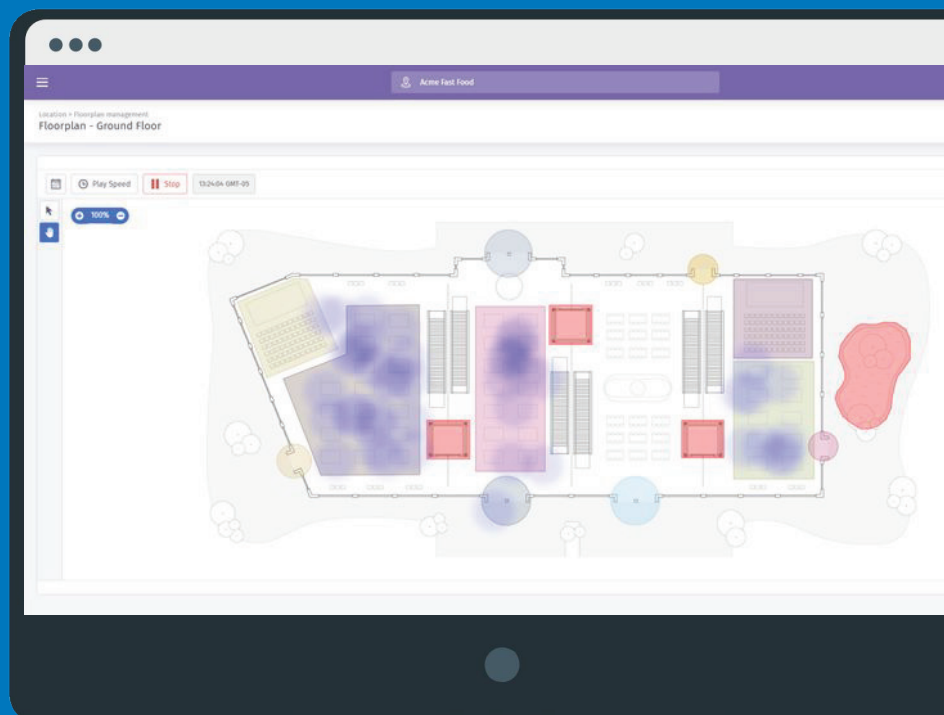 Acme Fast Food
Location > Floorplan management
Floorplan - Ground Floor
Play Speed
Stop
13:24:04 GMT-05
100%